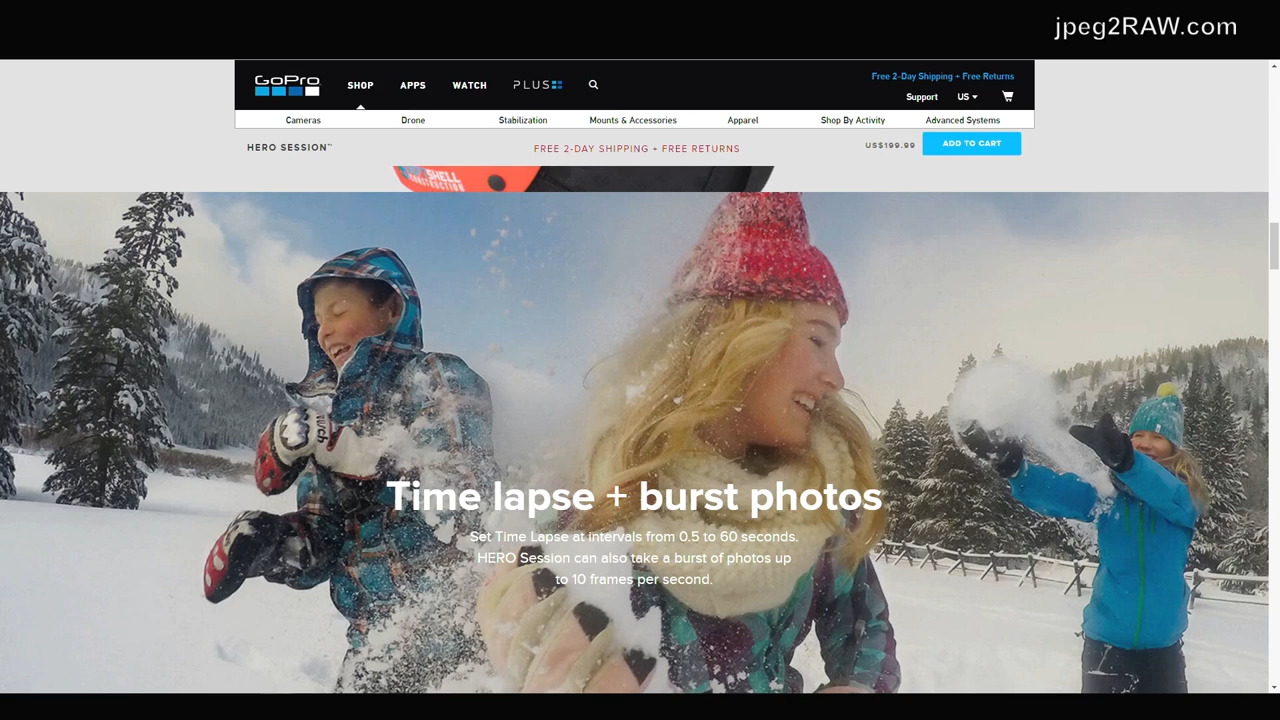 jpeg2RAW.com
GoPro
SHOP
APPS
WATCH
PLUS
Free 2-Day Shipping + Free Returns
Support
US
Cameras
Drone
Stabilization
Mounts & Accessories
Apparel
Shop By Activity
Advanced Systems
HERO SESSION™
FREE 2-DAY SHIPPING + FREE RETURNS
US$199.99
ADD TO CART
SHELL
CONSTRUCTION
Time lapse + burst photos
Set Time Lapse at intervals from 0.5 to 60 seconds.
HERO Session can also take a burst of photos up
to 10 frames per second.